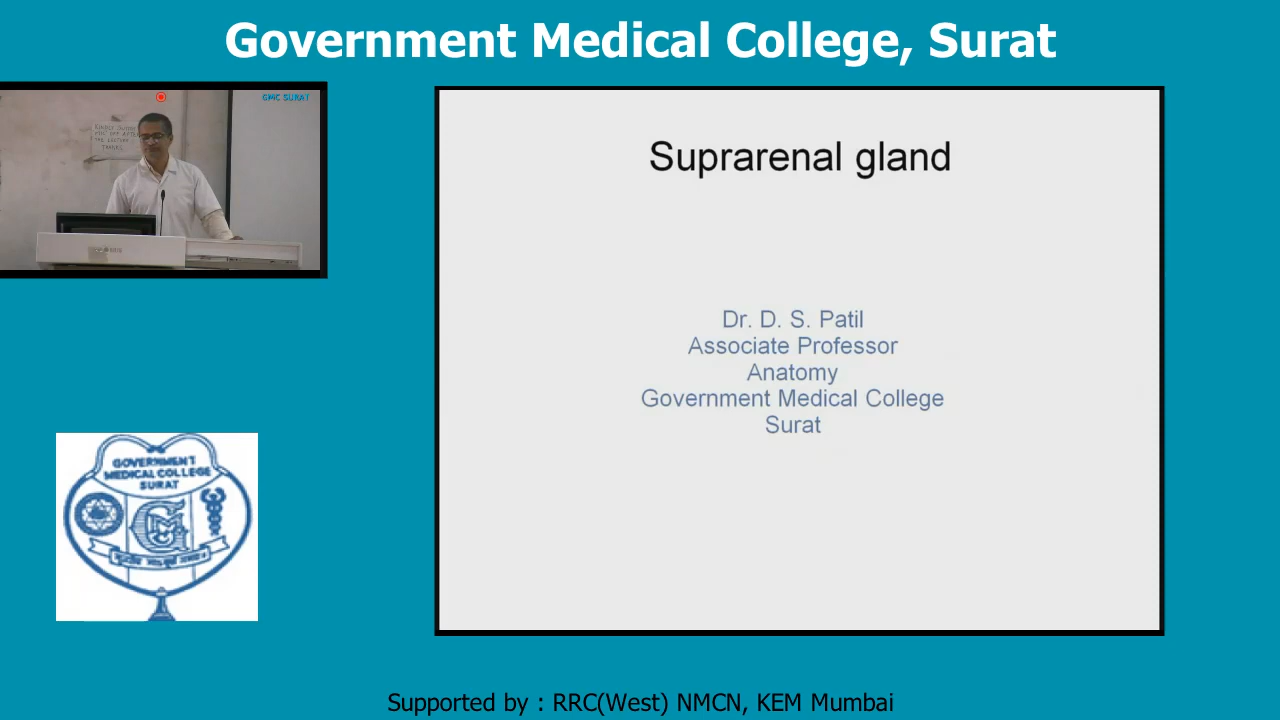 Government Medical College, Surat
GMC SURAT
THANKS
Suprarenal gland
Dr. D. S. Patil
Associate Professor
Anatomy
Government Medical College
Surat
GOVERNMENT
MEDICAL COLLEGE
SURAT
Supported by : RRC(West) NMCN, KEM Mumbai